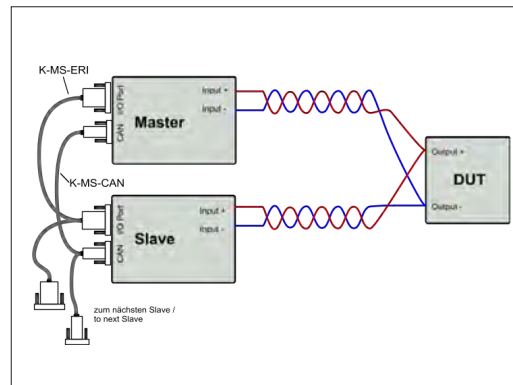 K-MS-ERI
I/O Port
CAN
Master
Input +
Input -
K-MS-CAN
I/O Port
CAN
Slave
Input +
Input -
Output +
DUT
Output -
zum nächsten Slave /
to next Slave